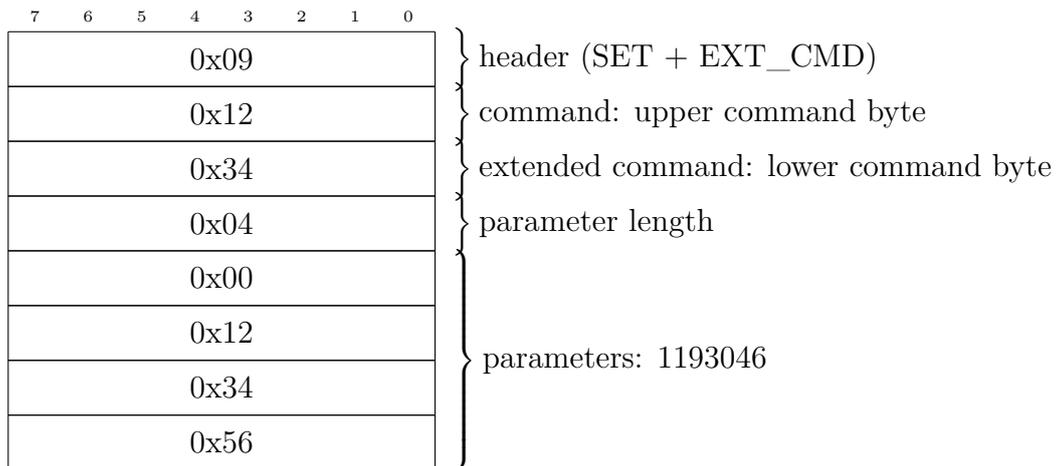 7 6 5 4 3 2 1 0
0x09 header (SET + EXT_CMD)
0x12 command: upper command byte
0x34 extended command: lower command byte
0x04 parameter length
0x00
0x12
parameters: 1193046
0x34
0x56